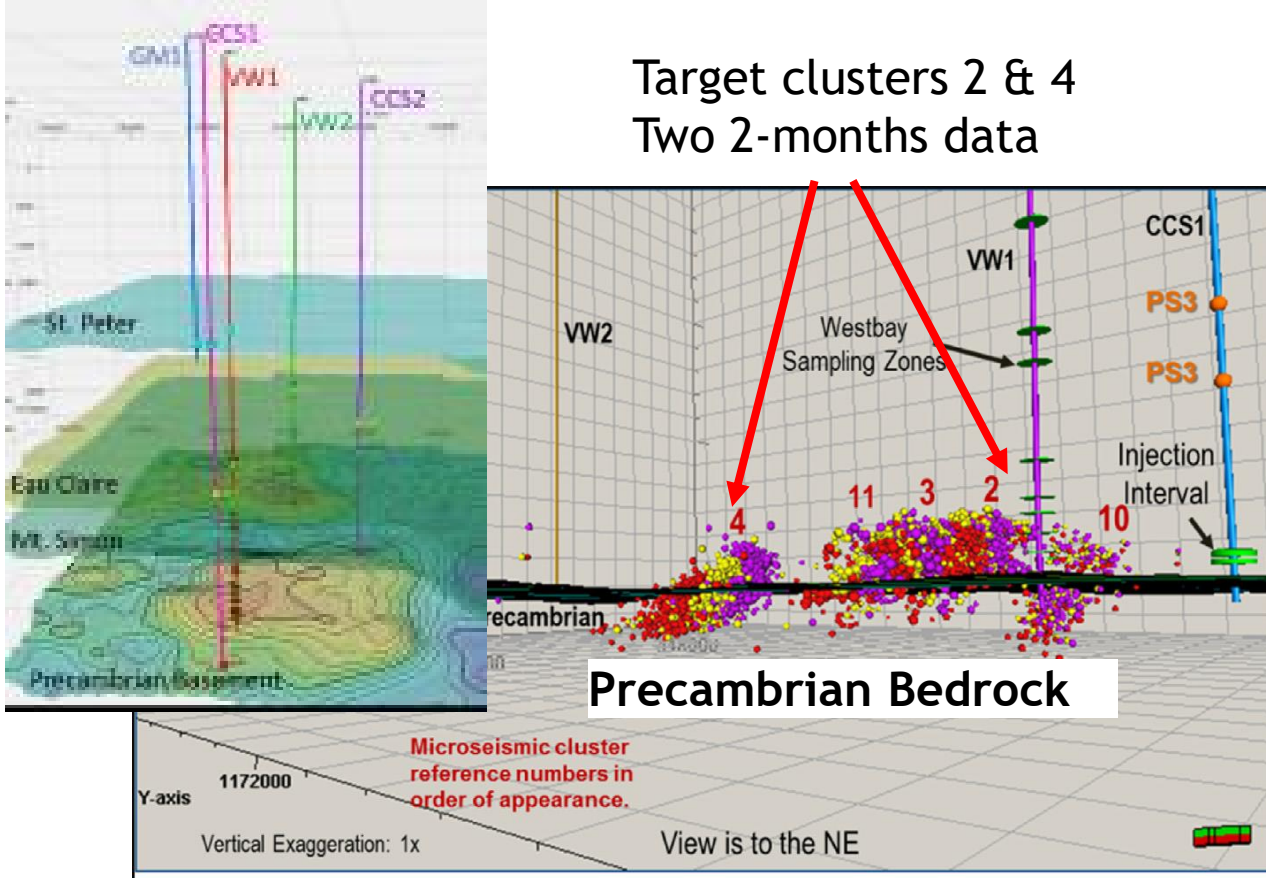 GM1
CCS1
VW1
VW2
CCS2
St. Peter
Eau Claire
Mt. Simon
Precambrian Basement
Target clusters 2 & 4
Two 2-months data
VW2
VW1
CCS1
PS3
PS3
Westbay
Sampling Zones
Injection
Interval
4
11
3
2
10
recambrian
Precambrian Bedrock
Microseismic cluster
reference numbers in
order of appearance.
1172000
Y-axis
Vertical Exaggeration: 1x
View is to the NE